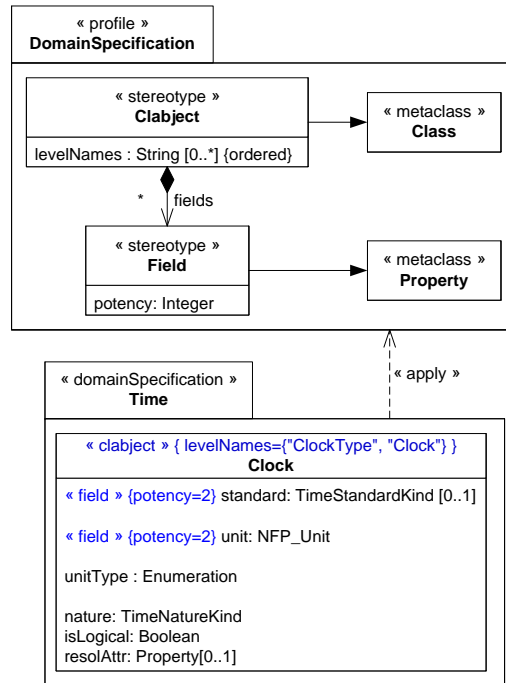 « profile »
DomainSpecification
« stereotype »
Clabject
levelNames : String [0..*] {ordered}
« metaclass »
Class
* fields
« stereotype »
Field
potency: Integer
« metaclass »
Property
« apply »
« domainSpecification »
Time
« clabject » { levelNames={"ClockType", "Clock"} }
Clock
« field » {potency=2} standard: TimeStandardKind [0..1]
« field » {potency=2} unit: NFP_Unit
unitType : Enumeration
nature: TimeNatureKind
isLogical: Boolean
resolAttr: Property[0..1]